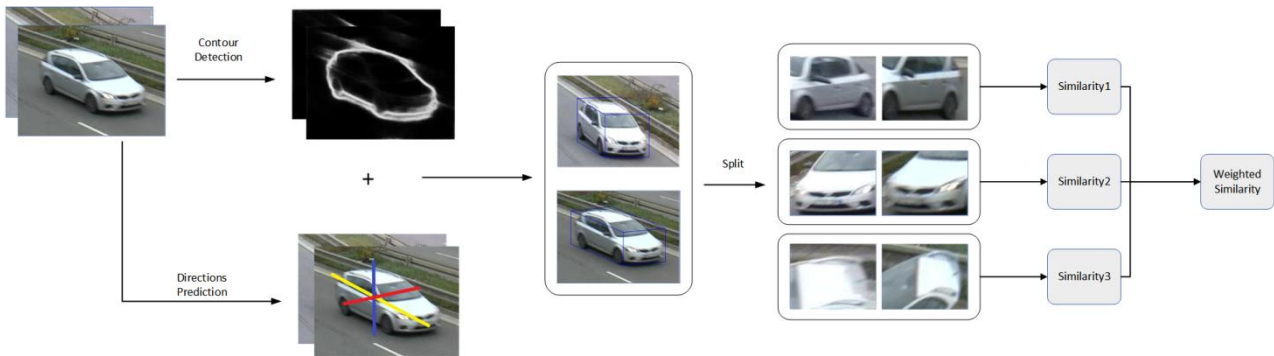 Contour
Detection
+
Directions
Prediction
Split
Similarity1
Similarity2
Similarity3
Weighted
Similarity